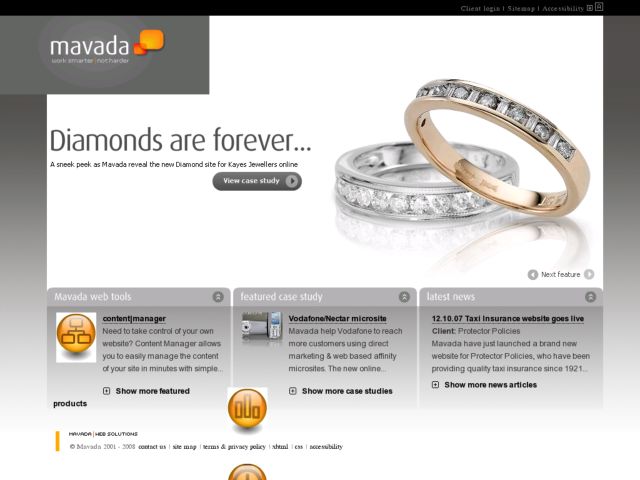 Client login | Sitemap | Accessibility
mavada
work smarter | not harder
Diamonds are forever...
A sneek peek as Mavada reveal the new Diamond site for Kayes Jewellers online
View case study
Next feature
Mavada web tools
contentjmanager
Need to take control of your own
website? Content Manager allows
you to easily manage the content
of your site in minutes with simple...
Show more featured
products
featured case study
Vodafone/Nectar microsite
Mavada help Vodafone to reach
more customers using direct
marketing & web based affinity
microsites. The new online...
Show more case studies
latest news
12.10.07 Taxi Insurance website goes live
Client: Protector Policies
Mavada have just launched a brand new
website for Protector Policies, who have been
providing quality taxi insurance since 1921...
Show more news articles
MAVADA | WEB SOLUTIONS
© Mavada 2001 - 2008 contact us | site map | terms & privacy policy | xhtml | css | accessibility